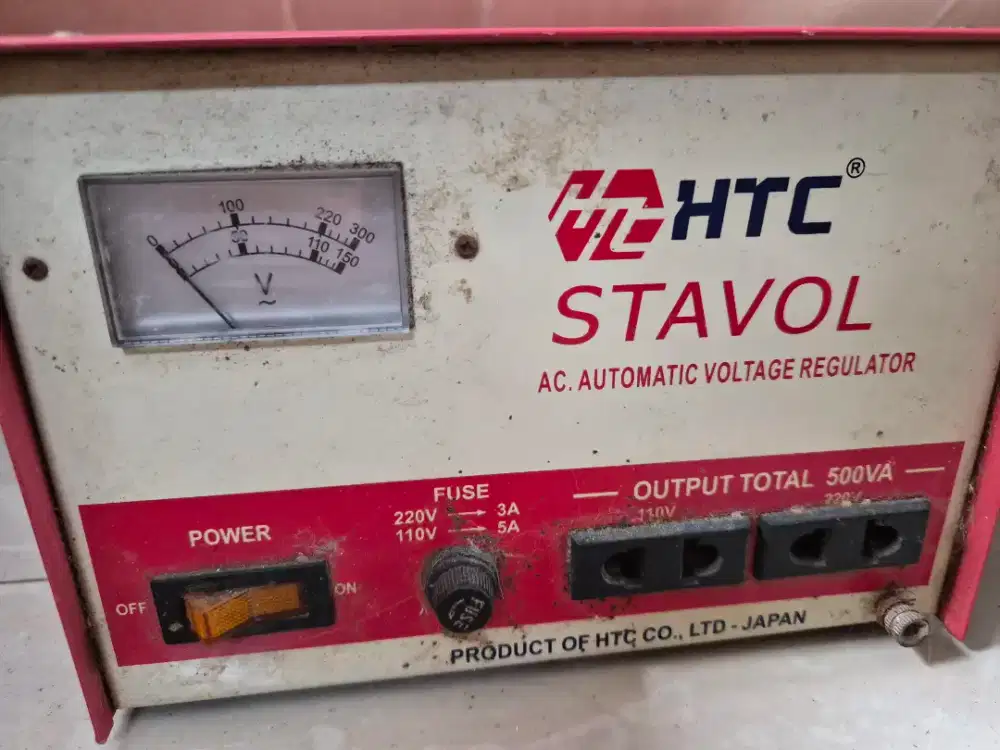 0 100 220 300
50 110 150
V
~
HTC®
STAVOL
AC. AUTOMATIC VOLTAGE REGULATOR
POWER
OFF
ON
FUSE
220V → 3A
110V → 5A
FUSE
OUTPUT TOTAL 500VA
110V 220V
PRODUCT OF HTC CO., LTD - JAPAN